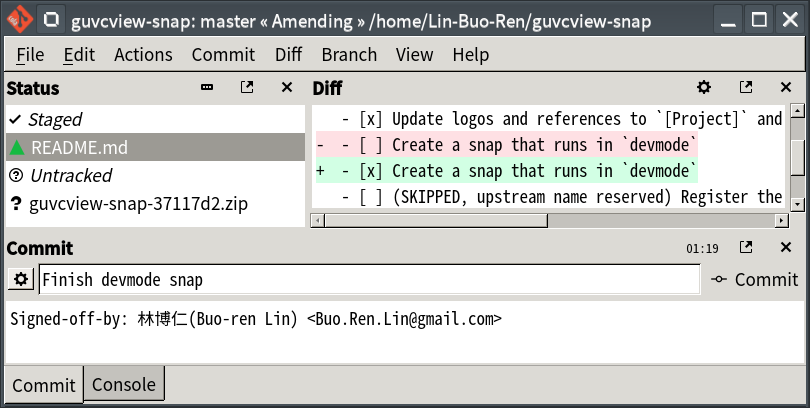 guvcview-snap: master « Amending » /home/Lin-Buo-Ren/guvcview-snap
File Edit Actions Commit Diff Branch View Help
Status
Staged
README.md
Untracked
guvcview-snap-37117d2.zip
Diff
- [x] Update logos and references to `[Project]` and
- - [ ] Create a snap that runs in `devmode`
+ - [x] Create a snap that runs in `devmode`
- [ ] (SKIPPED, upstream name reserved) Register the
Commit 01:19
Finish devmode snap Commit
Signed-off-by: 林博仁(Buo-ren Lin) <Buo.Ren.Lin@gmail.com>
Commit Console